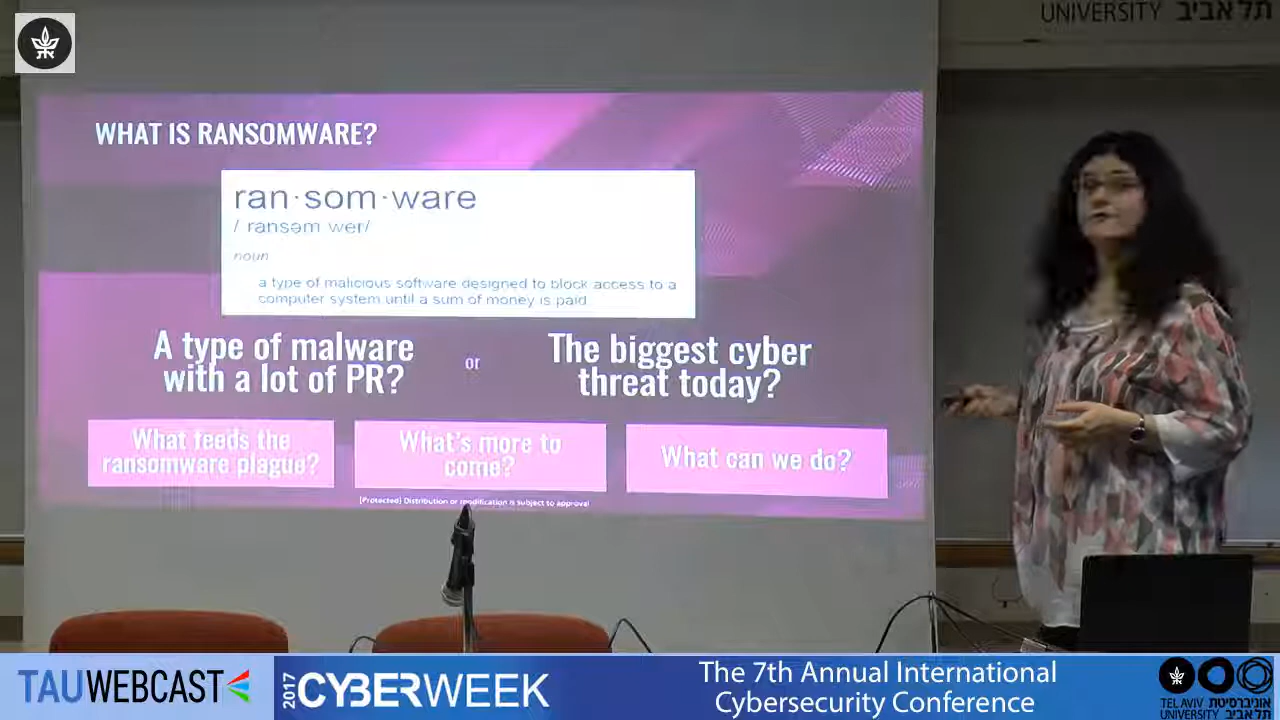 UNIVERSITY תל אביב
WHAT IS RANSOMWARE?
ran·som·ware
/ ransəm wer/
noun
a type of malicious software designed to block access to a
computer system until a sum of money is paid
A type of malware
with a lot of PR?
or
The biggest cyber
threat today?
What feeds the
ransomware plague?
What's more to
come?
What can we do?
[Protected] Distribution or modification is subject to approval
TAUWEBCAST
2017 CYBERWEEK
The 7th Annual International
Cybersecurity Conference
TEL AVIV אוניברסיטת
UNIVERSITY תל אביב